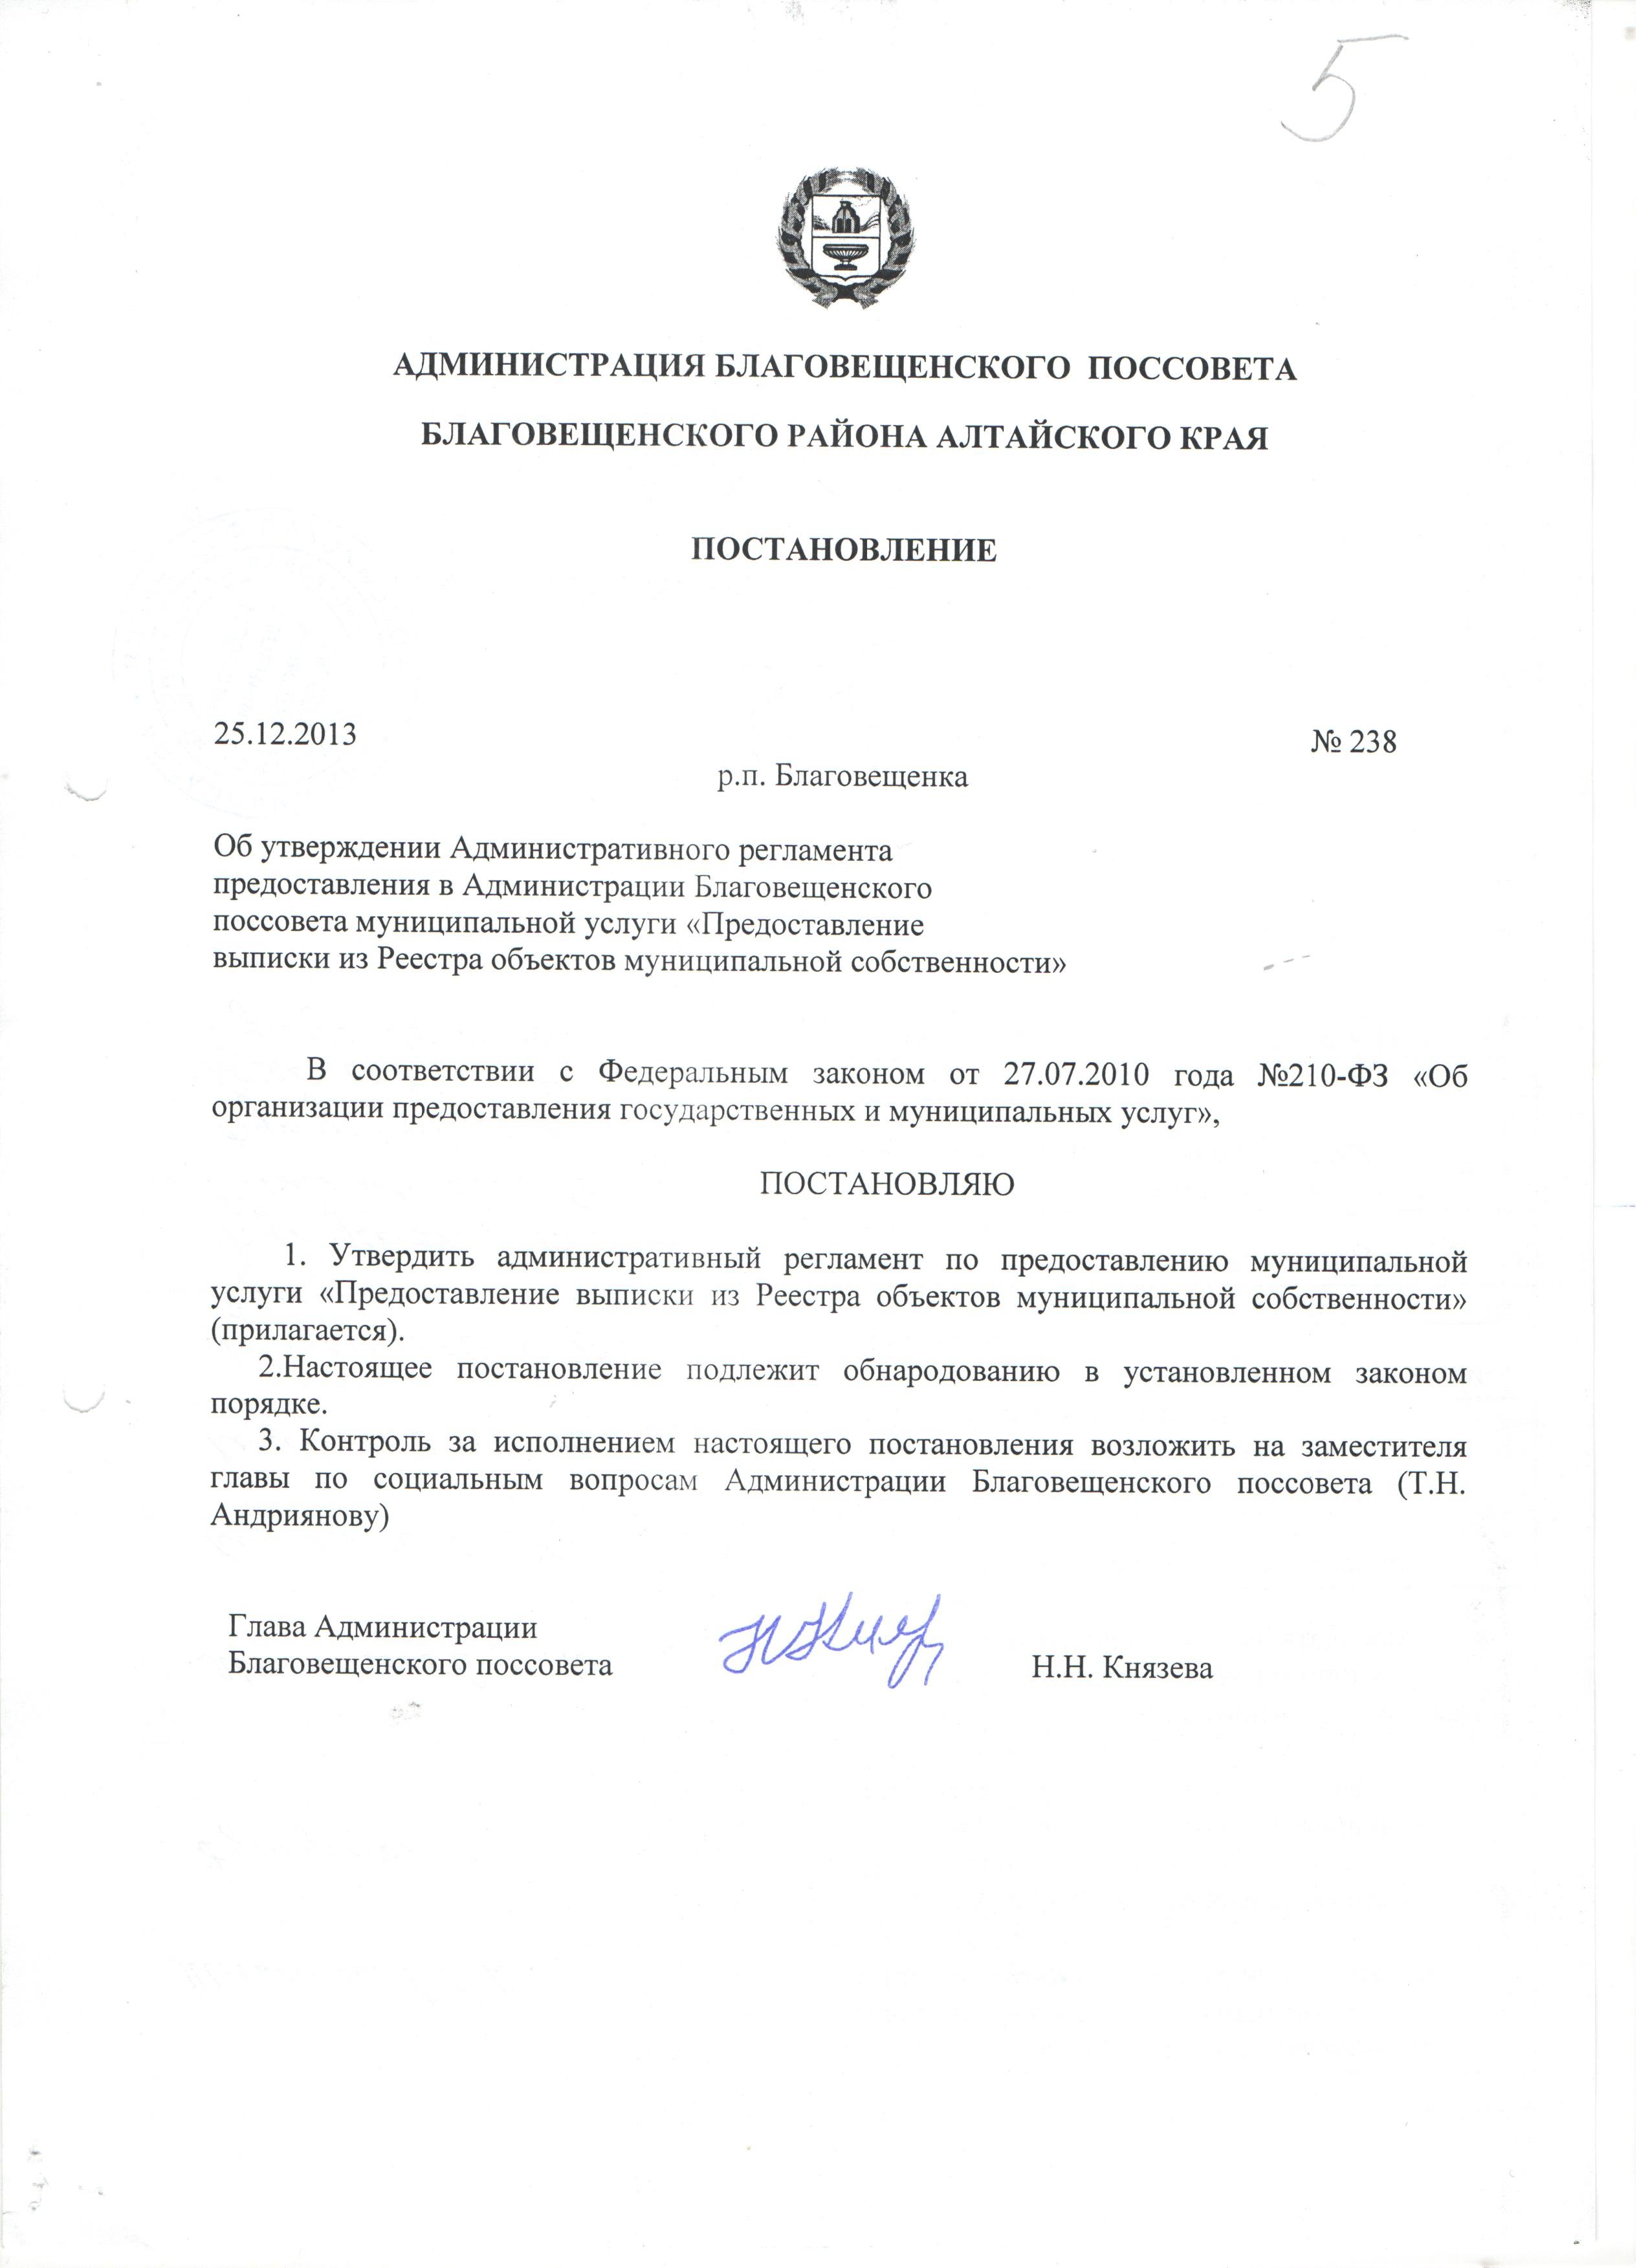 5
АДМИНИСТРАЦИЯ БЛАГОВЕЩЕНСКОГО ПОССОВЕТА
БЛАГОВЕЩЕНСКОГО РАЙОНА АЛТАЙСКОГО КРАЯ
ПОСТАНОВЛЕНИЕ
25.12.2013 № 238
р.п. Благовещенка
Об утверждении Административного регламента
предоставления в Администрации Благовещенского
поссовета муниципальной услуги «Предоставление
выписки из Реестра объектов муниципальной собственности»
В соответствии с Федеральным законом от 27.07.2010 года №210-ФЗ «Об
организации предоставления государственных и муниципальных услуг»,
ПОСТАНОВЛЯЮ
1. Утвердить административный регламент по предоставлению муниципальной
услуги «Предоставление выписки из Реестра объектов муниципальной собственности»
(прилагается).
2.Настоящее постановление подлежит обнародованию в установленном законом
порядке.
3. Контроль за исполнением настоящего постановления возложить на заместителя
главы по социальным вопросам Администрации Благовещенского поссовета (Т.Н.
Андриянову)
Глава Администрации
Благовещенского поссовета Н.Н. Князева